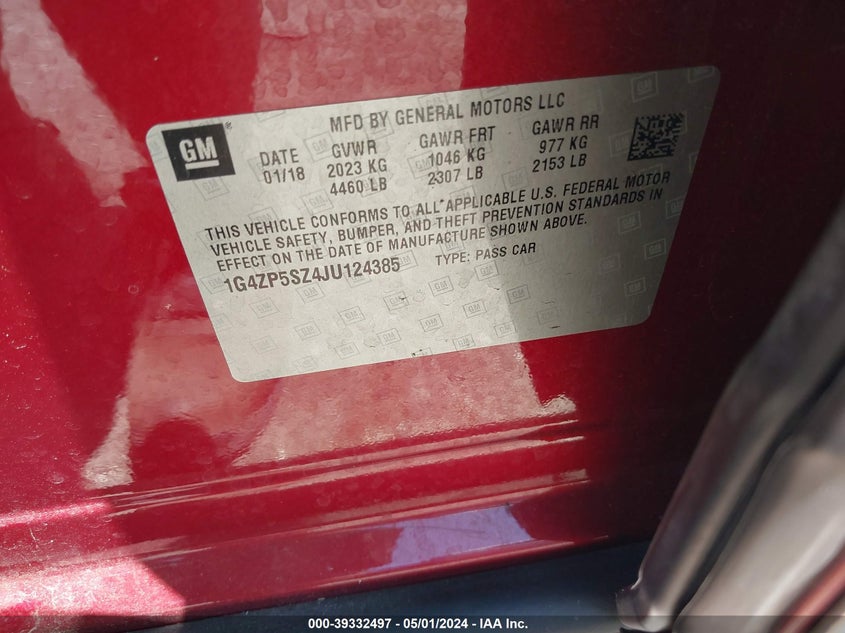 MFD BY GENERAL MOTORS LLC
GM
DATE GVWR GAWR FRT GAWR RR
01/18 2023 KG 1046 KG 977 KG
4460 LB 2307 LB 2153 LB
THIS VEHICLE CONFORMS TO ALL APPLICABLE U.S. FEDERAL MOTOR
VEHICLE SAFETY, BUMPER, AND THEFT PREVENTION STANDARDS IN
EFFECT ON THE DATE OF MANUFACTURE SHOWN ABOVE.
1G4ZP5SZ4JU124385 TYPE: PASS CAR
000-39332497 - 05/01/2024 - IAA Inc.